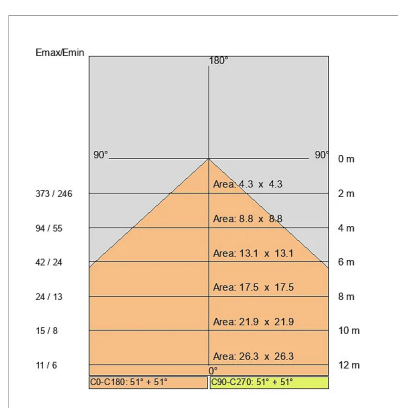 Emax/Emin
180°
90° 90° 0 m
Area: 4.3 x 4.3
373 / 246 2 m
Area: 8.8 x 8.8
94 / 55 4 m
Area: 13.1 x 13.1
42 / 24 6 m
Area: 17.5 x 17.5
24 / 13 8 m
Area: 21.9 x 21.9
15 / 8 10 m
Area: 26.3 x 26.3
11 / 6 12 m
0°
C0-C180: 51° + 51° C90-C270: 51° + 51°